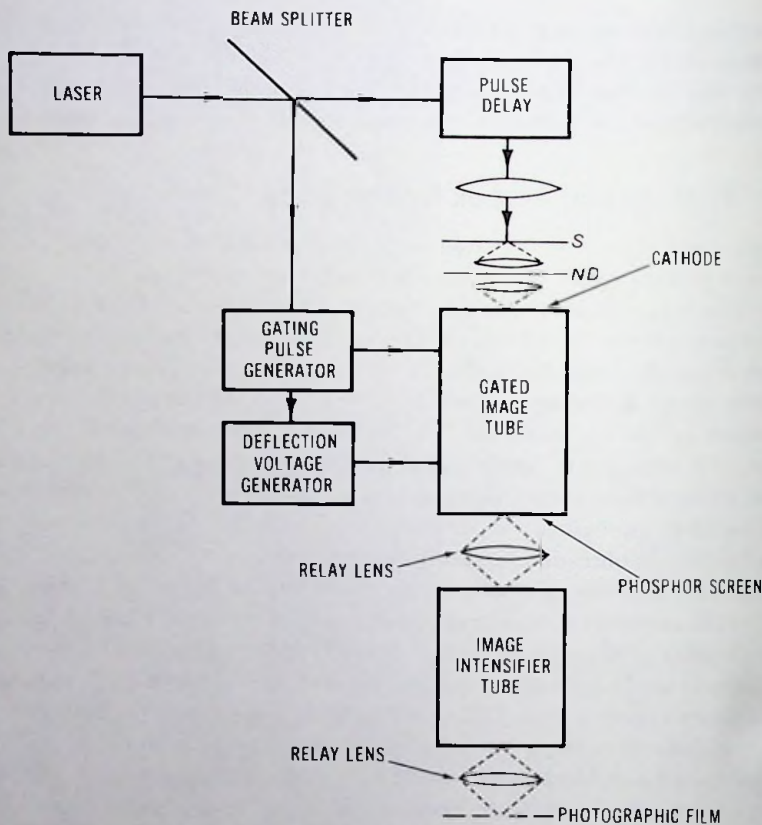 BEAM SPLITTER
LASER
PULSE
DELAY
S
ND
CATHODE
GATING
PULSE
GENERATOR
GATED
IMAGE
TUBE
DEFLECTION
VOLTAGE
GENERATOR
RELAY LENS
PHOSPHOR SCREEN
IMAGE
INTENSIFIER
TUBE
RELAY LENS
PHOTOGRAPHIC FILM